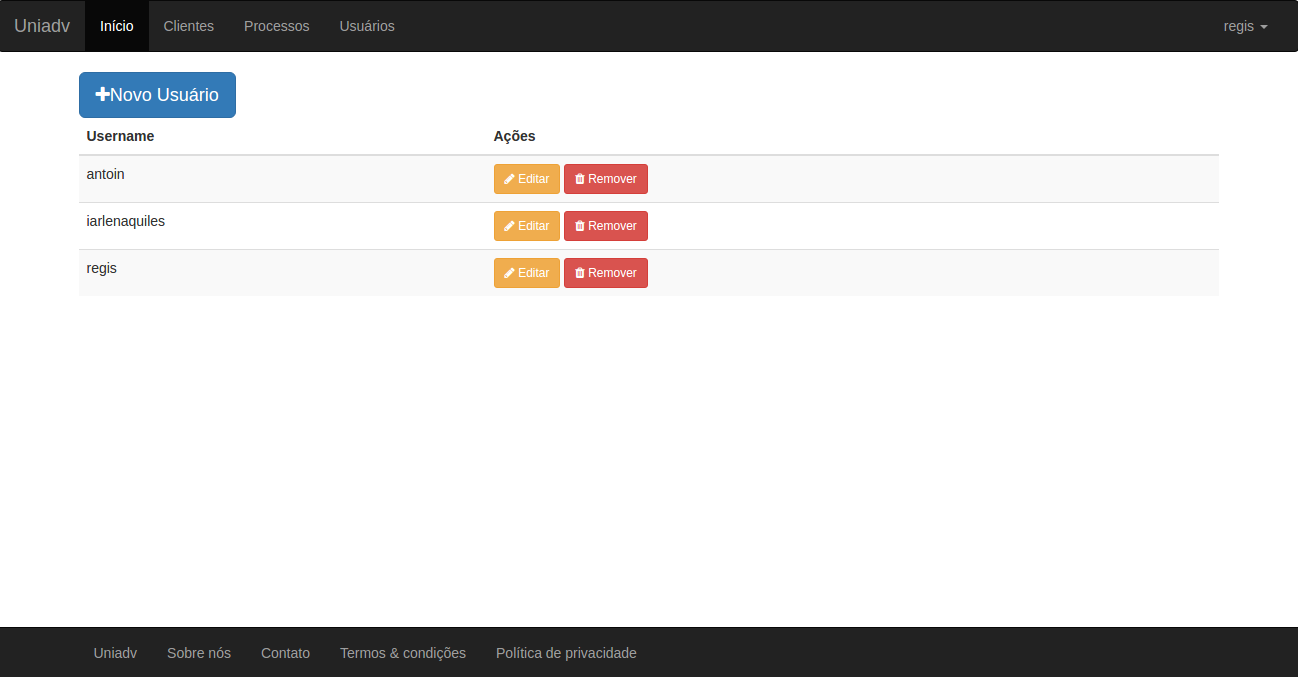 Uniadv Início Clientes Processos Usuários regis
Novo Usuário
Username Ações
antoin Editar Remover
iarlenaquiles Editar Remover
regis Editar Remover
Uniadv Sobre nós Contato Termos & condições Política de privacidade